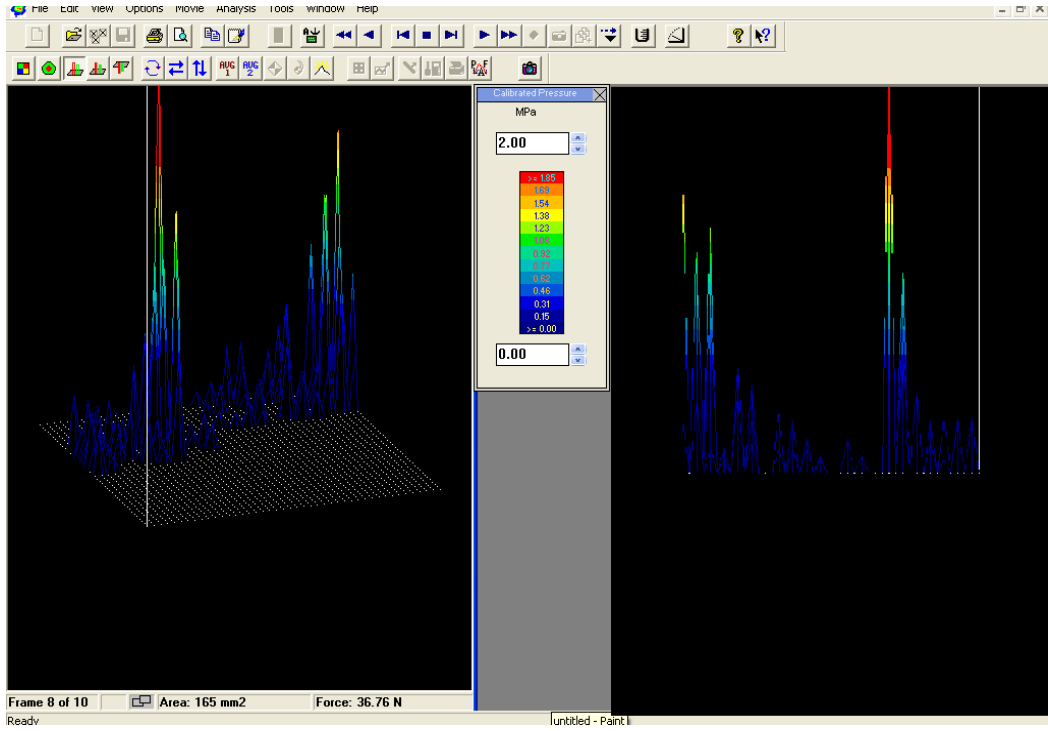 File Edit View Options Movie Analysis Tools Window Help
AVG 1 AVG 2
Calibrated Pressure
MPa
2.00
>= 1.85
1.69
1.54
1.38
1.23
1.08
0.92
0.77
0.62
0.46
0.31
0.15
>= 0.00
0.00
Frame 8 of 10 Area: 165 mm2 Force: 36.76 N
Ready
untitled - Paint